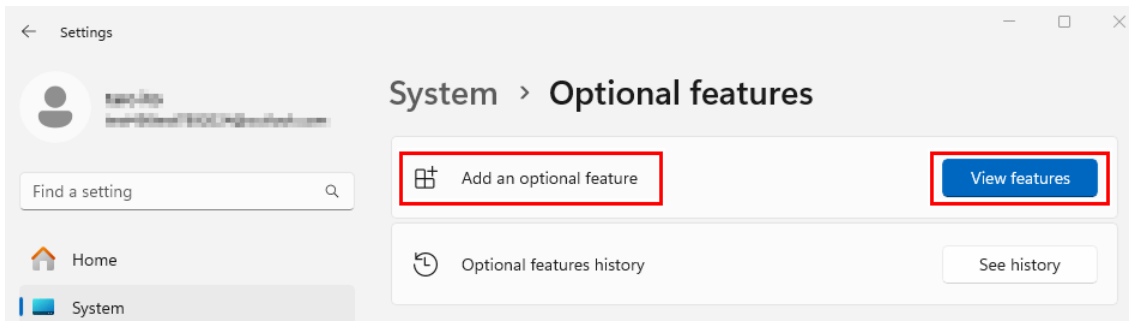 Settings
System > Optional features
Find a setting
Add an optional feature
View features
Home
Optional features history
See history
System